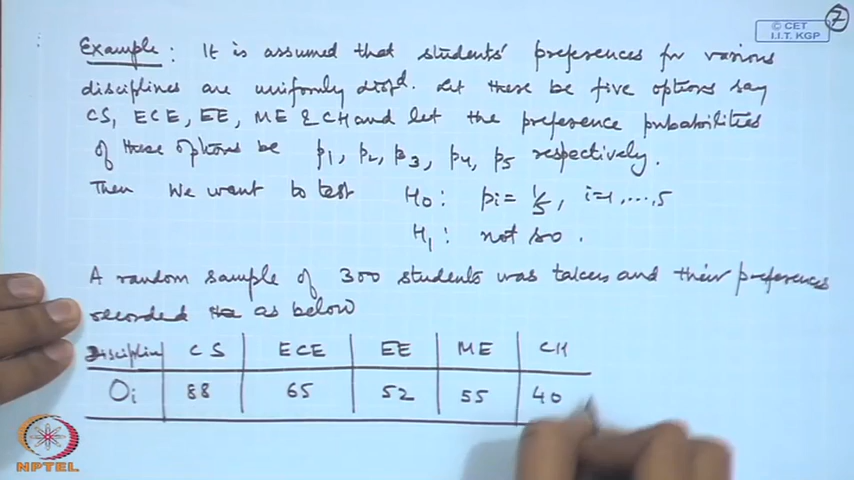 7
© CET
I.I.T. KGP
Example: It is assumed that students' preferences for various
disciplines are uniformly distd. Let there be five options say
CS, ECE, EE, ME & CH and let the preference probabilities
of these options be p1, p2, p3, p4, p5 respectively.
Then we want to test H0: pi = 1/5, i=1,...,5
H1: not so.
A random sample of 300 students was taken and their preferences
recorded as below
Discipline | CS | ECE | EE | ME | CH
Oi | 88 | 65 | 52 | 55 | 40
NPTEL